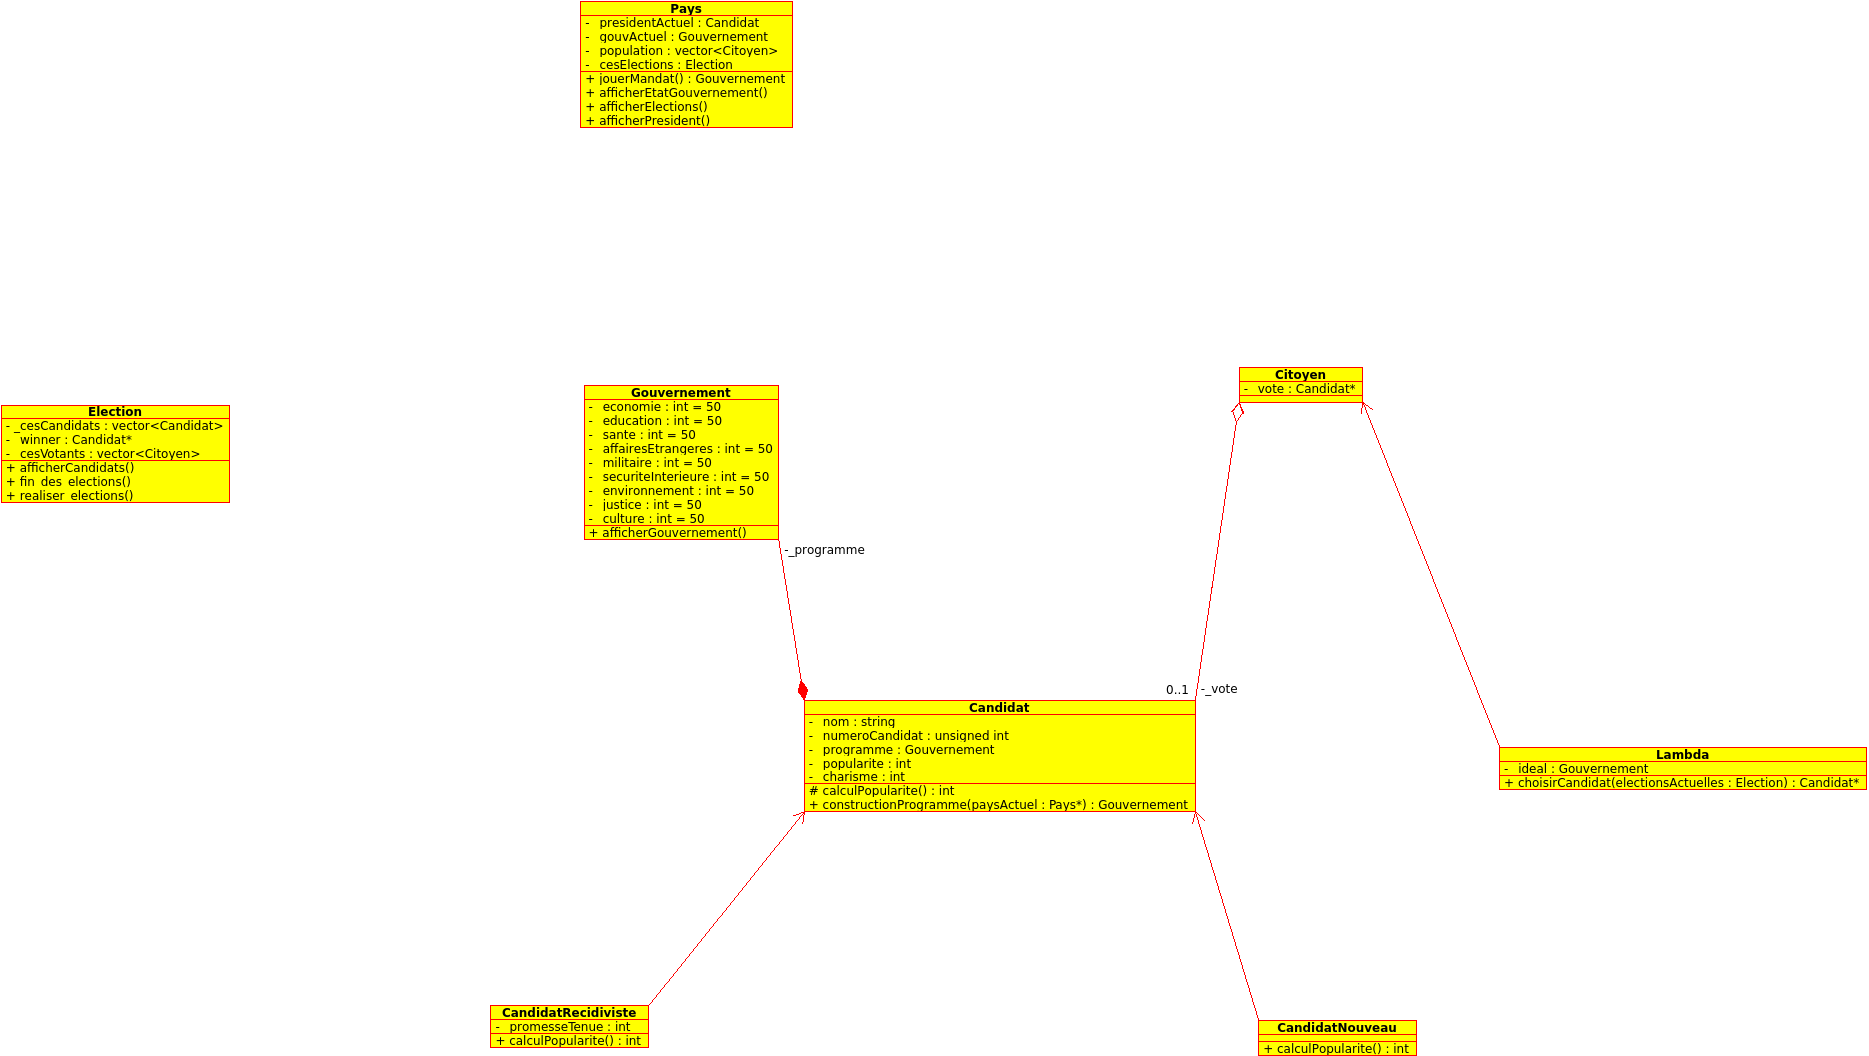 Pays
- presidentActuel : Candidat
- gouvActuel : Gouvernement
- population : vector<Citoyen>
- cesElections : Election
+ jouerMandat() : Gouvernement
+ afficherEtatGouvernement()
+ afficherElections()
+ afficherPresident()
Election
- _cesCandidats : vector<Candidat>
- winner : Candidat*
- cesVotants : vector<Citoyen>
+ afficherCandidats()
+ fin_des_elections()
+ realiser_elections()
Gouvernement
- economie : int = 50
- education : int = 50
- sante : int = 50
- affairesEtrangeres : int = 50
- militaire : int = 50
- securiteInterieure : int = 50
- environnement : int = 50
- justice : int = 50
- culture : int = 50
+ afficherGouvernement()
-_programme
Citoyen
- vote : Candidat*
0..1 -_vote
Candidat
- nom : string
- numeroCandidat : unsigned int
- programme : Gouvernement
- popularite : int
- charisme : int
# calculPopularite() : int
+ constructionProgramme(paysActuel : Pays*) : Gouvernement
Lambda
- ideal : Gouvernement
+ choisirCandidat(electionsActuelles : Election) : Candidat*
CandidatRecidiviste
- promesseTenue : int
+ calculPopularite() : int
CandidatNouveau
+ calculPopularite() : int